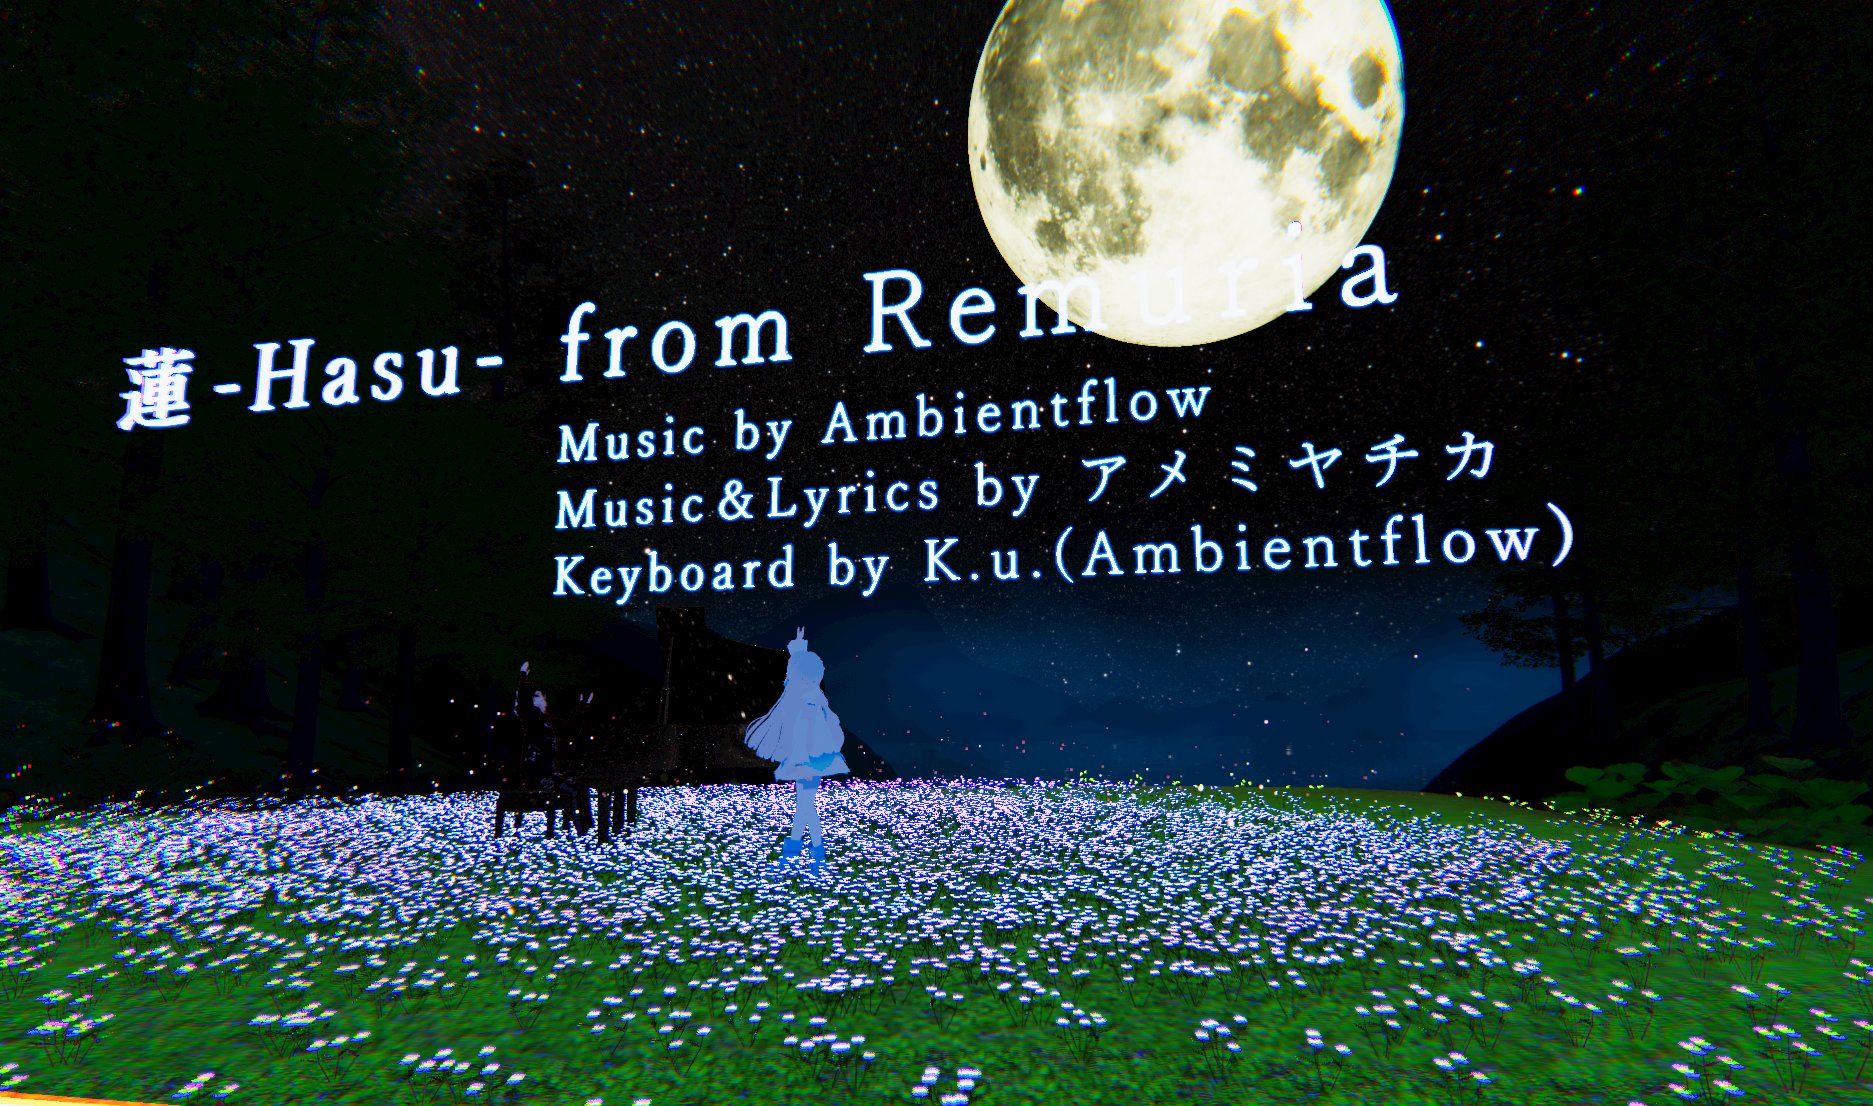 蓮-Hasu- from Remuria
Music by Ambientflow
Music&Lyrics by アメミヤチカ
Keyboard by K.u.(Ambientflow)